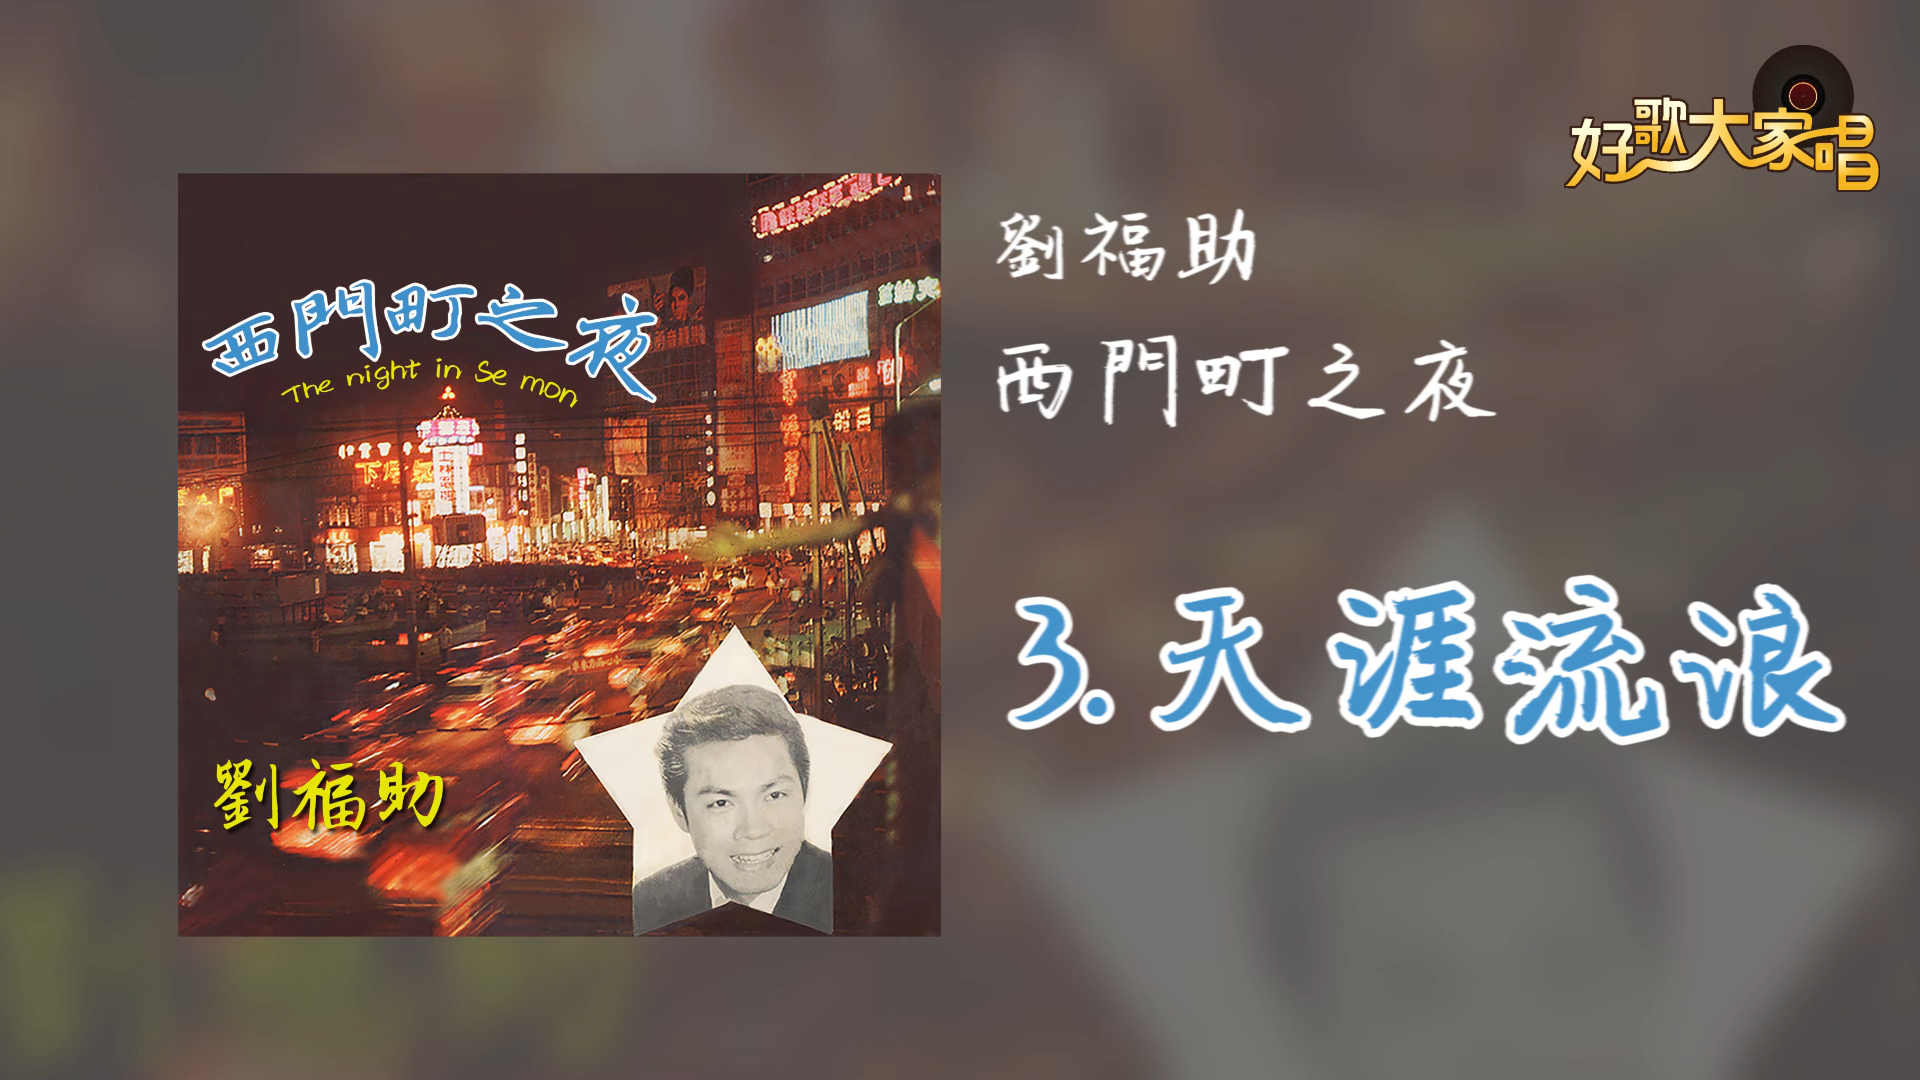 好歌大家唱
劉福助
西門町之夜
3.天涯流浪
西門町之夜
The night in Se mon
劉福助